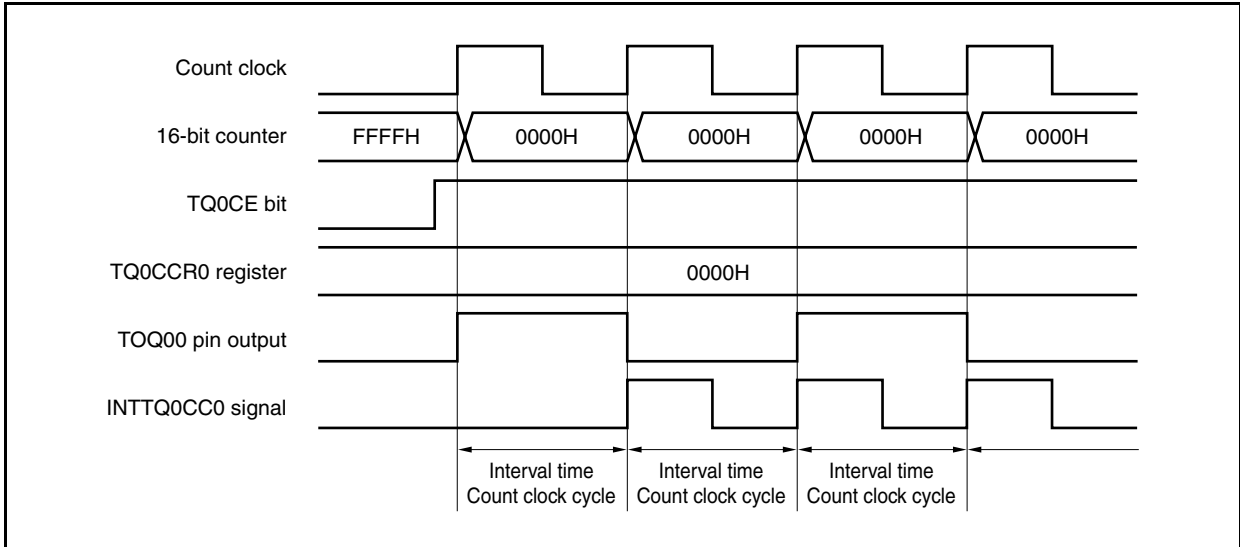 Count clock
16-bit counter FFFFH 0000H 0000H 0000H 0000H
TQ0CE bit
TQ0CCR0 register 0000H
TOQ00 pin output
INTTQ0CC0 signal
Interval time Interval time Interval time
Count clock cycle Count clock cycle Count clock cycle